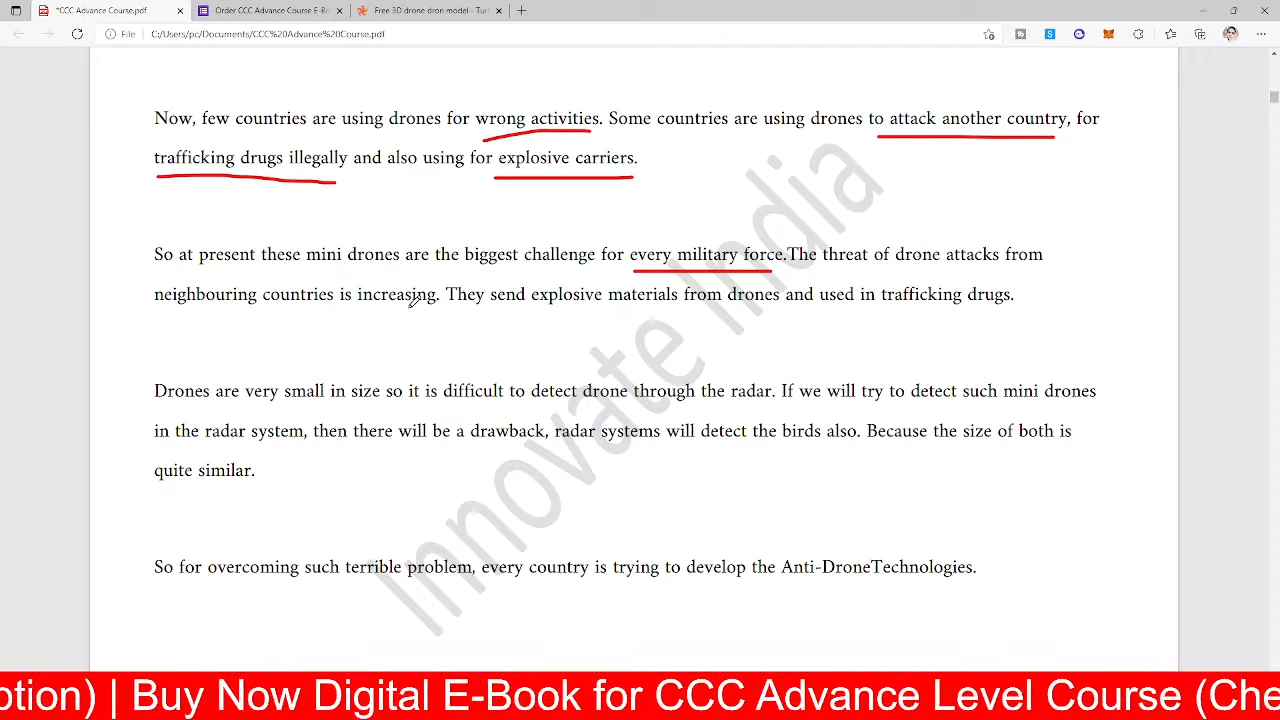 *CCC Advance Course.pdf
Order CCC Advance Course E-Bo
Free 3D drone dron model - Tur
File
C:/Users/pc/Documents/CCC%20Advance%20Course.pdf
Now, few countries are using drones for wrong activities. Some countries are using drones to attack another country, for
trafficking drugs illegally and also using for explosive carriers.
So at present these mini drones are the biggest challenge for every military force.The threat of drone attacks from
neighbouring countries is increasing. They send explosive materials from drones and used in trafficking drugs.
Drones are very small in size so it is difficult to detect drone through the radar. If we will try to detect such mini drones
in the radar system, then there will be a drawback, radar systems will detect the birds also. Because the size of both is
quite similar.
So for overcoming such terrible problem, every country is trying to develop the Anti-DroneTechnologies.
Innovate India
otion) | Buy Now Digital E-Book for CCC Advance Level Course (Che